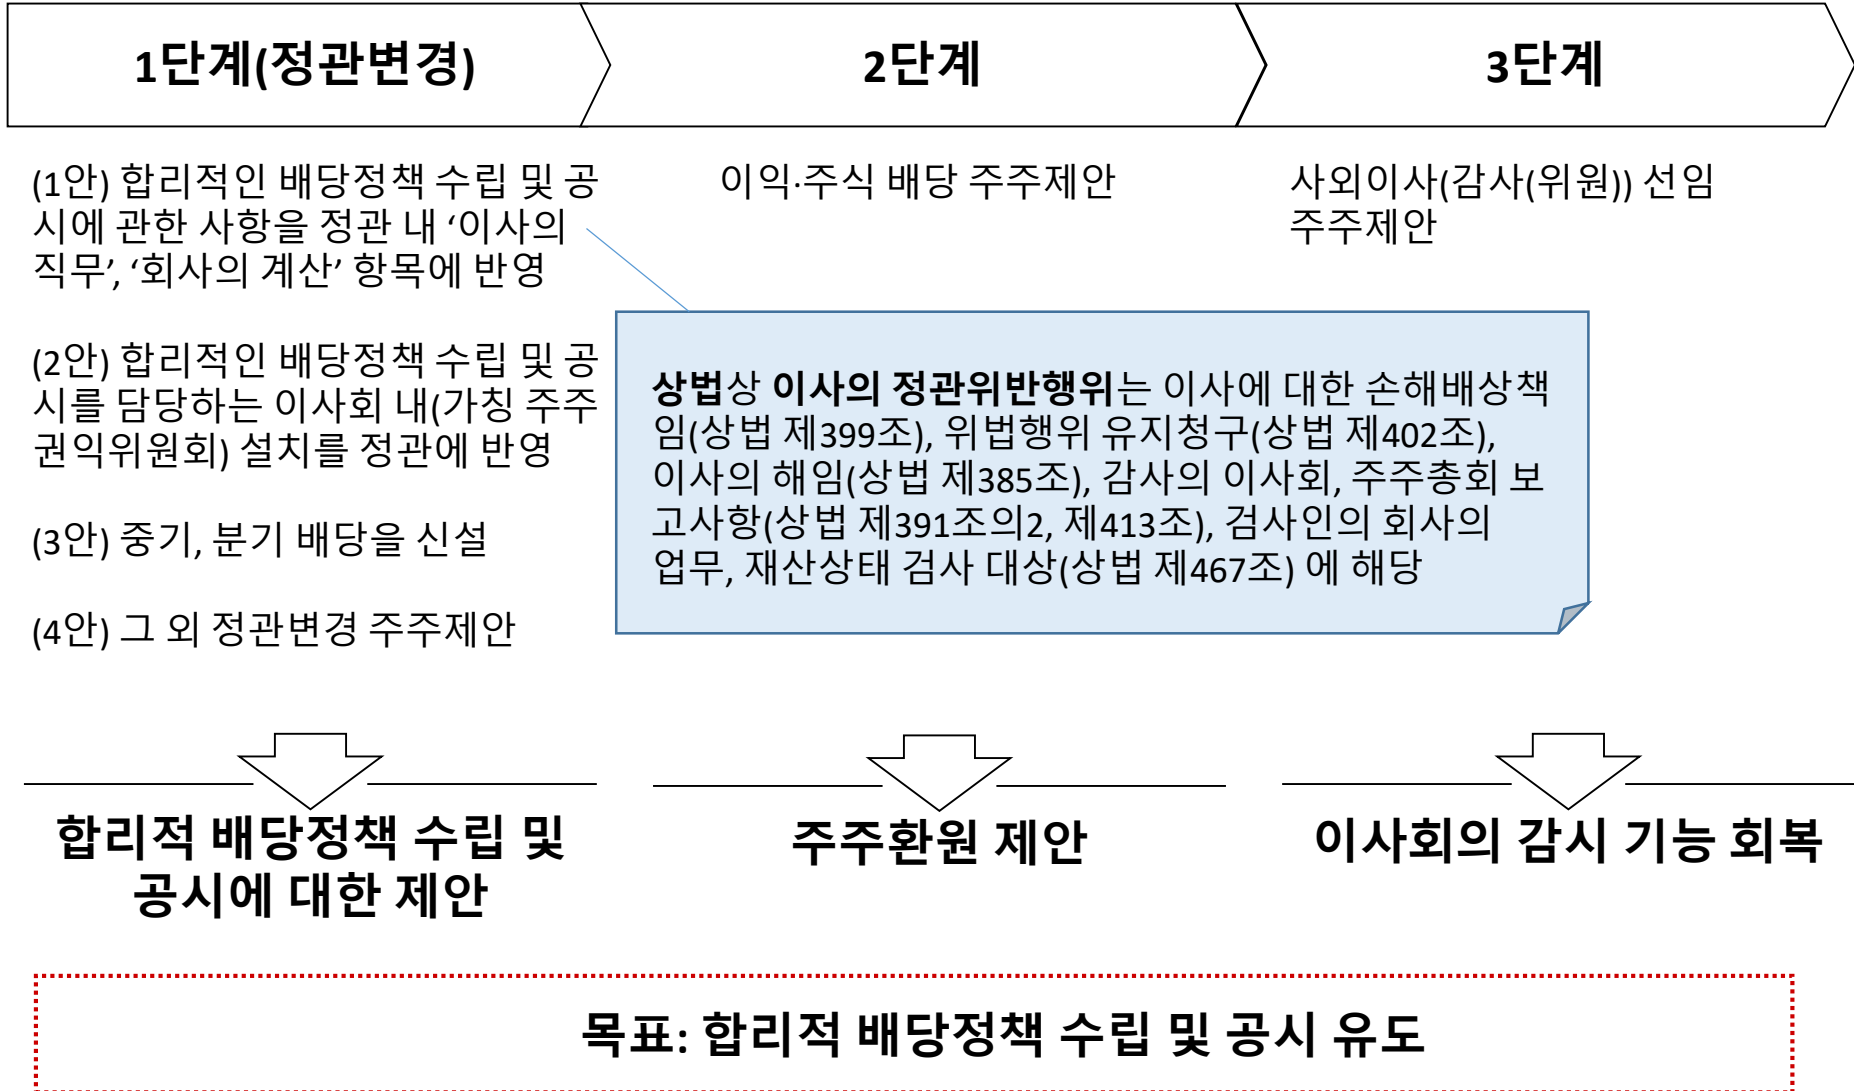 1단계(정관변경)
2단계
3단계
(1안) 합리적인 배당정책 수립 및 공
시에 관한 사항을 정관 내 ‘이사의
직무’, ‘회사의 계산’ 항목에 반영
(2안) 합리적인 배당정책 수립 및 공
시를 담당하는 이사회 내(가칭 주주
권익위원회) 설치를 정관에 반영
(3안) 중기, 분기 배당을 신설
(4안) 그 외 정관변경 주주제안
이익·주식 배당 주주제안
사외이사(감사(위원)) 선임
주주제안
상법상 이사의 정관위반행위는 이사에 대한 손해배상책
임(상법 제399조), 위법행위 유지청구(상법 제402조),
이사의 해임(상법 제385조), 감사의 이사회, 주주총회 보
고사항(상법 제391조의2, 제413조), 검사인의 회사의
업무, 재산상태 검사 대상(상법 제467조) 에 해당
합리적 배당정책 수립 및
공시에 대한 제안
주주환원 제안
이사회의 감시 기능 회복
목표: 합리적 배당정책 수립 및 공시 유도